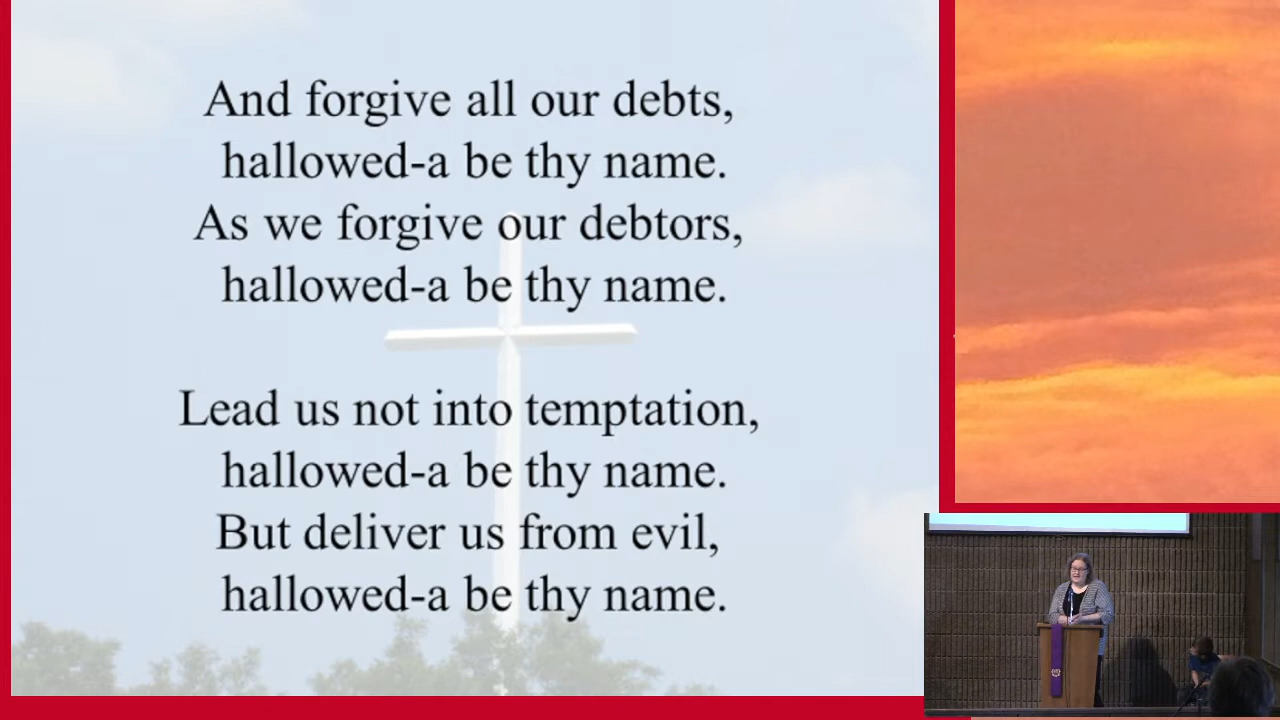 And forgive all our debts,
hallowed-a be thy name.
As we forgive our debtors,
hallowed-a be thy name.
Lead us not into temptation,
hallowed-a be thy name.
But deliver us from evil,
hallowed-a be thy name.